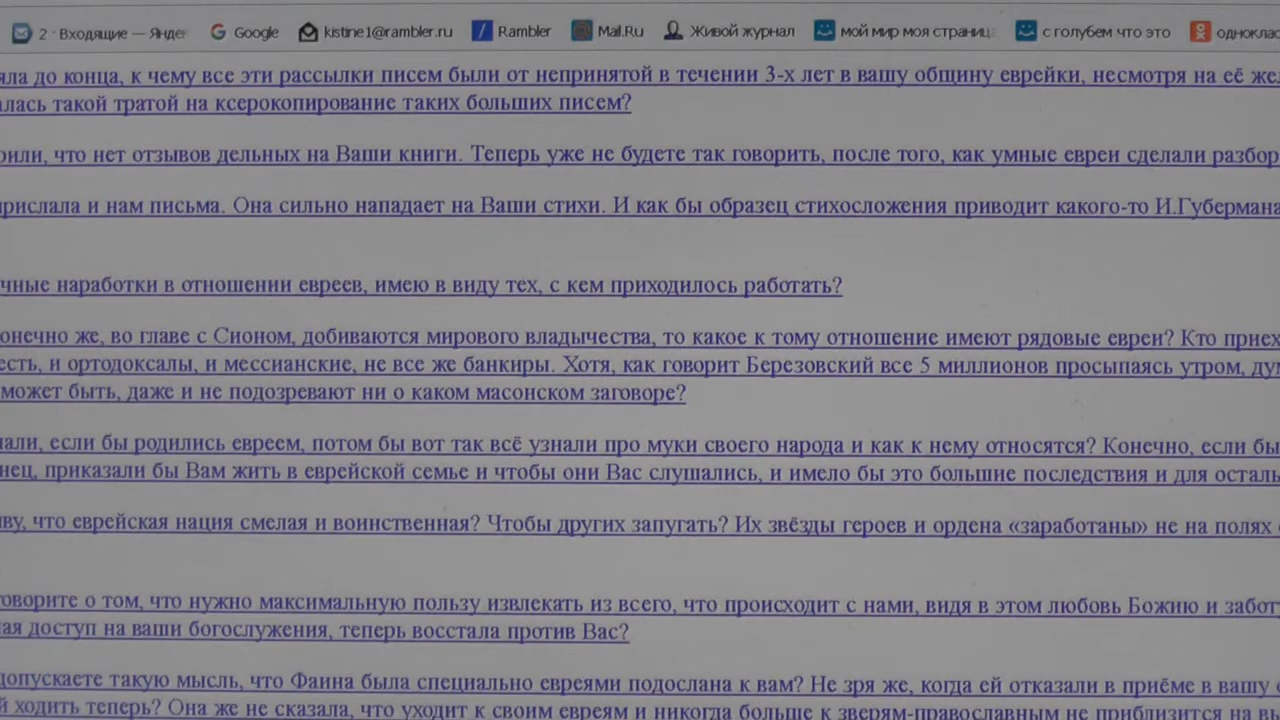 2 · Входящие — Янде Google kistine1@rambler.ru Rambler Mail.Ru Живой журнал мой мир моя страница с голубем что это однокла
яла до конца, к чему все эти рассылки писем были от непринятой в течении 3-х лет в вашу общину еврейки, несмотря на её же
алась такой тратой на ксерокопирование таких больших писем?
рили, что нет отзывов дельных на Ваши книги. Теперь уже не будете так говорить, после того, как умные евреи сделали разбор
прислала и нам письма. Она сильно нападает на Ваши стихи. И как бы образец стихосложения приводит какого-то И.Губермана
чные наработки в отношении евреев, имею в виду тех, с кем приходилось работать?
онечно же, во главе с Сионом, добиваются мирового владычества, то какое к тому отношение имеют рядовые евреи? Кто приех
есть, и ортодоксалы, и мессианские, не все же банкиры. Хотя, как говорит Березовский все 5 миллионов просыпаясь утром, ду
может быть, даже и не подозревают ни о каком масонском заговоре?
лали, если бы родились евреем, потом бы вот так всё узнали про муки своего народа и как к нему относятся? Конечно, если бы
нец, приказали бы Вам жить в еврейской семье и чтобы они Вас слушались, и имело бы это большие последствия и для осталь
ву, что еврейская нация смелая и воинственная? Чтобы других запугать? Их звёзды героев и ордена «заработаны» не на полях
оворите о том, что нужно максимальную пользу извлекать из всего, что происходит с нами, видя в этом любовь Божию и забот
ая доступ на ваши богослужения, теперь восстала против Вас?
допускаете такую мысль, что Фаина была специально евреями подослана к вам? Не зря же, когда ей отказали в приёме в вашу
й ходить теперь? Она же не сказала, что уходит к своим евреям и никогда больше к зверям-православным не приблизится на